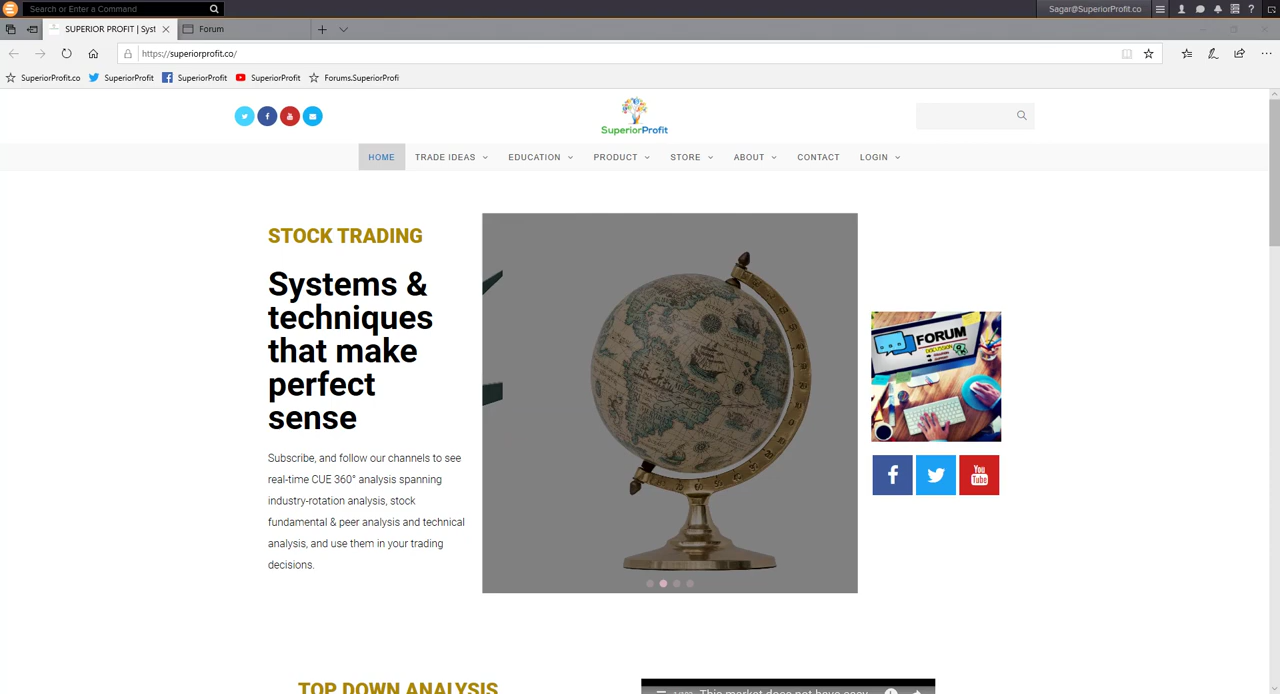 Search or Enter a Command
Sagar@SuperiorProfit.co
SUPERIOR PROFIT | Syst
Forum
https://superiorprofit.co/
SuperiorProfit.co
SuperiorProfit
SuperiorProfit
SuperiorProfit
Forums.SuperiorProfi
SuperiorProfit
HOME
TRADE IDEAS
EDUCATION
PRODUCT
STORE
ABOUT
CONTACT
LOGIN
STOCK TRADING
Systems &
techniques
that make
perfect
sense
Subscribe, and follow our channels to see
real-time CUE 360° analysis spanning
industry-rotation analysis, stock
fundamental & peer analysis and technical
analysis, and use them in your trading
decisions.
FORUM
You
Tube
TOP DOWN ANALYSIS
This market does not have easy